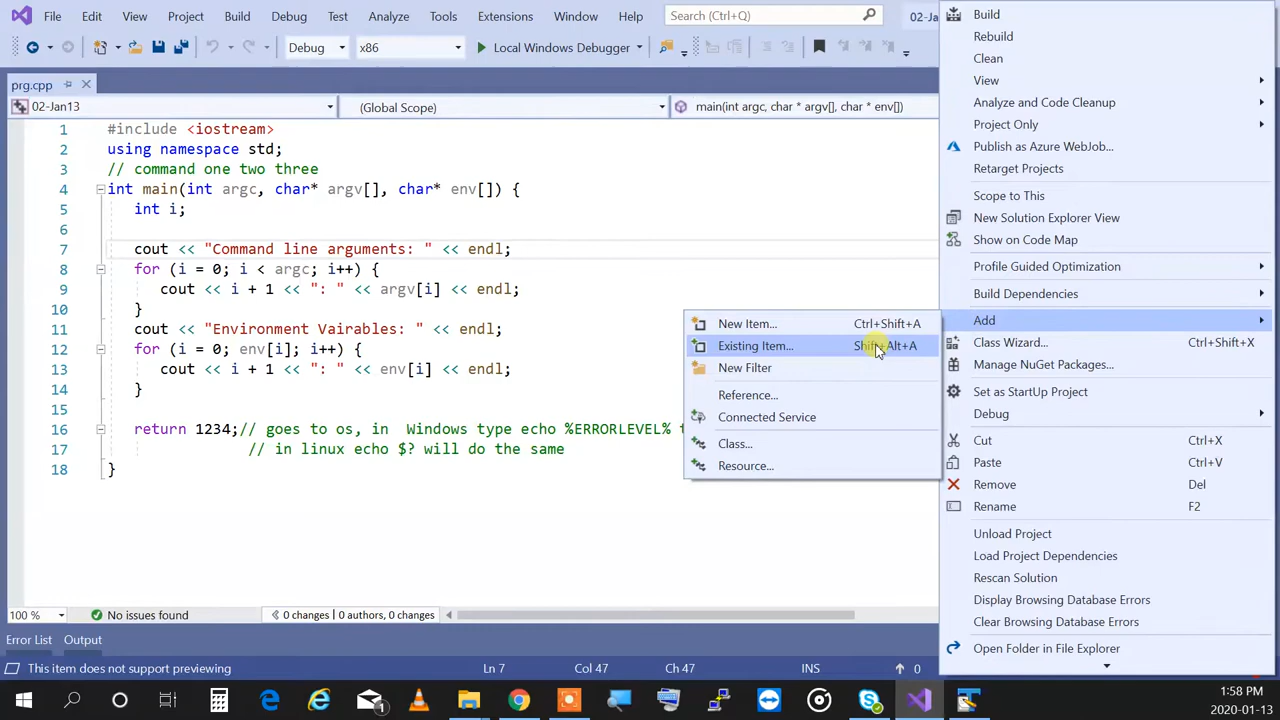 File Edit View Project Build Debug Test Analyze Tools Extensions Window Help Search (Ctrl+Q) 02-Jan
Debug x86 Local Windows Debugger
prg.cpp
02-Jan13 (Global Scope) main(int argc, char * argv[], char * env[])
1 #include <iostream>
2 using namespace std;
3 // command one two three
4 int main(int argc, char* argv[], char* env[]) {
5 int i;
6
7 cout << "Command line arguments: " << endl;
8 for (i = 0; i < argc; i++) {
9 cout << i + 1 << ": " << argv[i] << endl;
10 }
11 cout << "Environment Vairables: " << endl;
12 for (i = 0; env[i]; i++) {
13 cout << i + 1 << ": " << env[i] << endl;
14 }
15
16 return 1234;// goes to os, in Windows type echo %ERRORLEVEL% t
17 // in linux echo $? will do the same
18 }
New Item... Ctrl+Shift+A
Existing Item... Shift+Alt+A
New Filter
Reference...
Connected Service
Class...
Resource...
Build
Rebuild
Clean
View
Analyze and Code Cleanup
Project Only
Publish as Azure WebJob...
Retarget Projects
Scope to This
New Solution Explorer View
Show on Code Map
Profile Guided Optimization
Build Dependencies
Add
Class Wizard... Ctrl+Shift+X
Manage NuGet Packages...
Set as StartUp Project
Debug
Cut Ctrl+X
Paste Ctrl+V
Remove Del
Rename F2
Unload Project
Load Project Dependencies
Rescan Solution
Display Browsing Database Errors
Clear Browsing Database Errors
Open Folder in File Explorer
100 % No issues found 0 changes | 0 authors, 0 changes
Error List Output
This item does not support previewing Ln 7 Col 47 Ch 47 INS 0
1
1:58 PM
2020-01-13